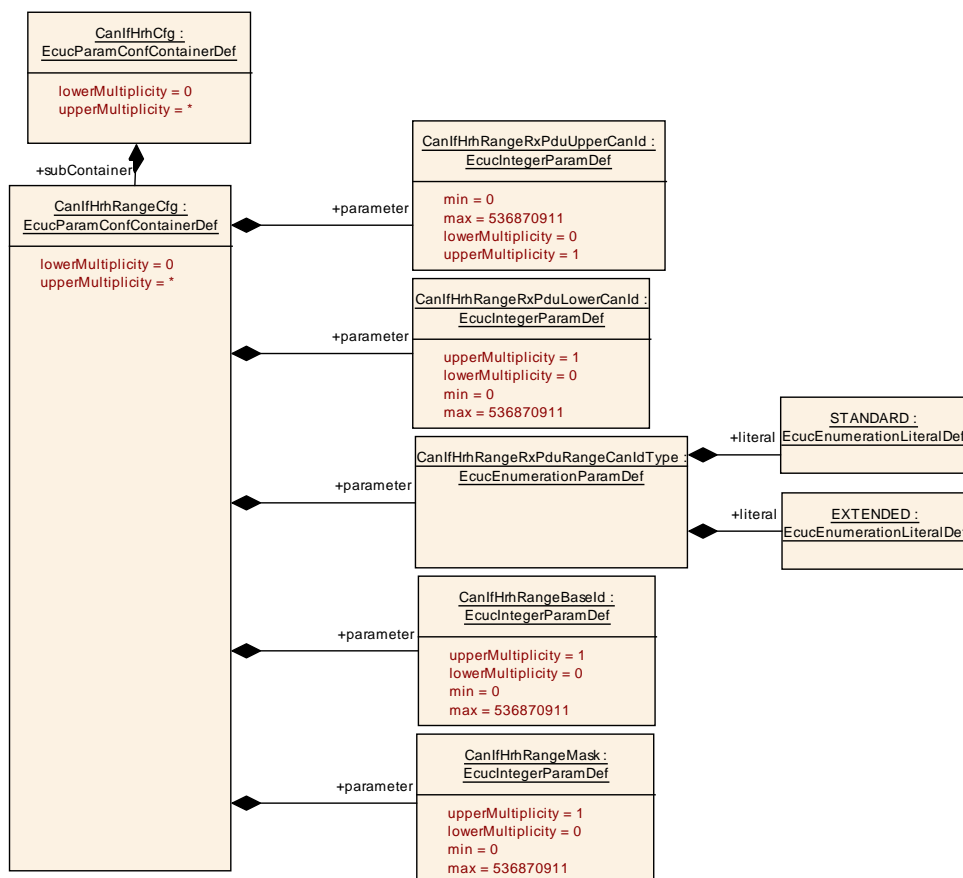 CanIfHrhCfg :
EcucParamConfContainerDef
lowerMultiplicity = 0
upperMultiplicity = *
+subContainer
CanIfHrhRangeCfg :
EcucParamConfContainerDef
lowerMultiplicity = 0
upperMultiplicity = *
+parameter
CanIfHrhRangeRxPduUpperCanId :
EcucIntegerParamDef
min = 0
max = 536870911
lowerMultiplicity = 0
upperMultiplicity = 1
+parameter
CanIfHrhRangeRxPduLowerCanId :
EcucIntegerParamDef
upperMultiplicity = 1
lowerMultiplicity = 0
min = 0
max = 536870911
+parameter
CanIfHrhRangeRxPduRangeCanIdType :
EcucEnumerationParamDef
+literal
STANDARD :
EcucEnumerationLiteralDef
+literal
EXTENDED :
EcucEnumerationLiteralDef
+parameter
CanIfHrhRangeBaseId :
EcucIntegerParamDef
upperMultiplicity = 1
lowerMultiplicity = 0
min = 0
max = 536870911
+parameter
CanIfHrhRangeMask :
EcucIntegerParamDef
upperMultiplicity = 1
lowerMultiplicity = 0
min = 0
max = 536870911